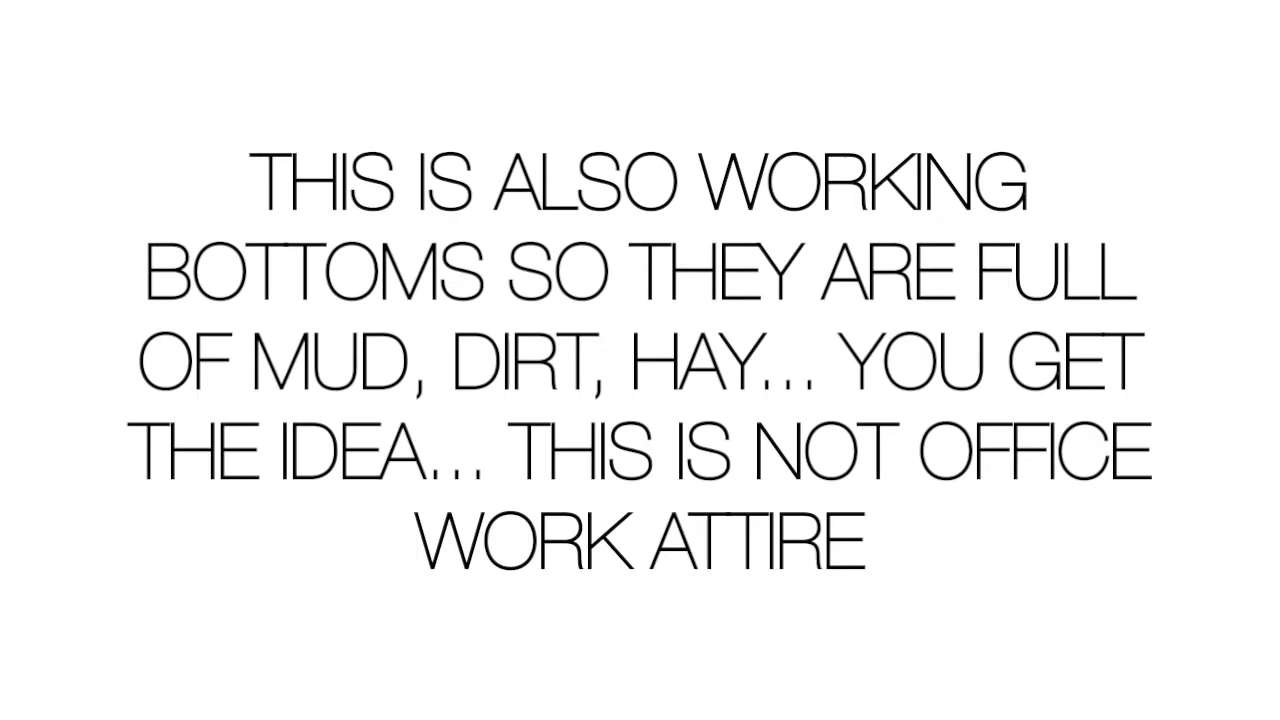 THIS IS ALSO WORKING
BOTTOMS SO THEY ARE FULL
OF MUD, DIRT, HAY... YOU GET
THE IDEA... THIS IS NOT OFFICE
WORK ATTIRE